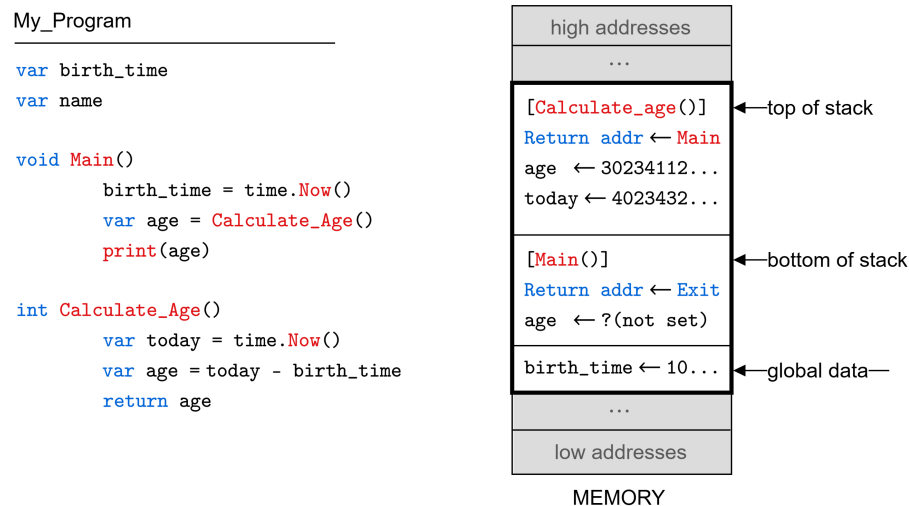 My_Program
var birth_time
var name
void Main()
birth_time = time.Now()
var age = Calculate_Age()
print(age)
int Calculate_Age()
var today = time.Now()
var age = today - birth_time
return age
high addresses
...
[Calculate_age()]
Return addr ← Main
age ← 30234112...
today ← 4023432...
top of stack
[Main()]
Return addr ← Exit
age ← ?(not set)
bottom of stack
birth_time ← 10...
global data
...
low addresses
MEMORY